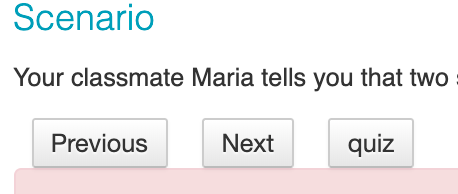 Scenario
Your classmate Maria tells you that two
Previous Next quiz